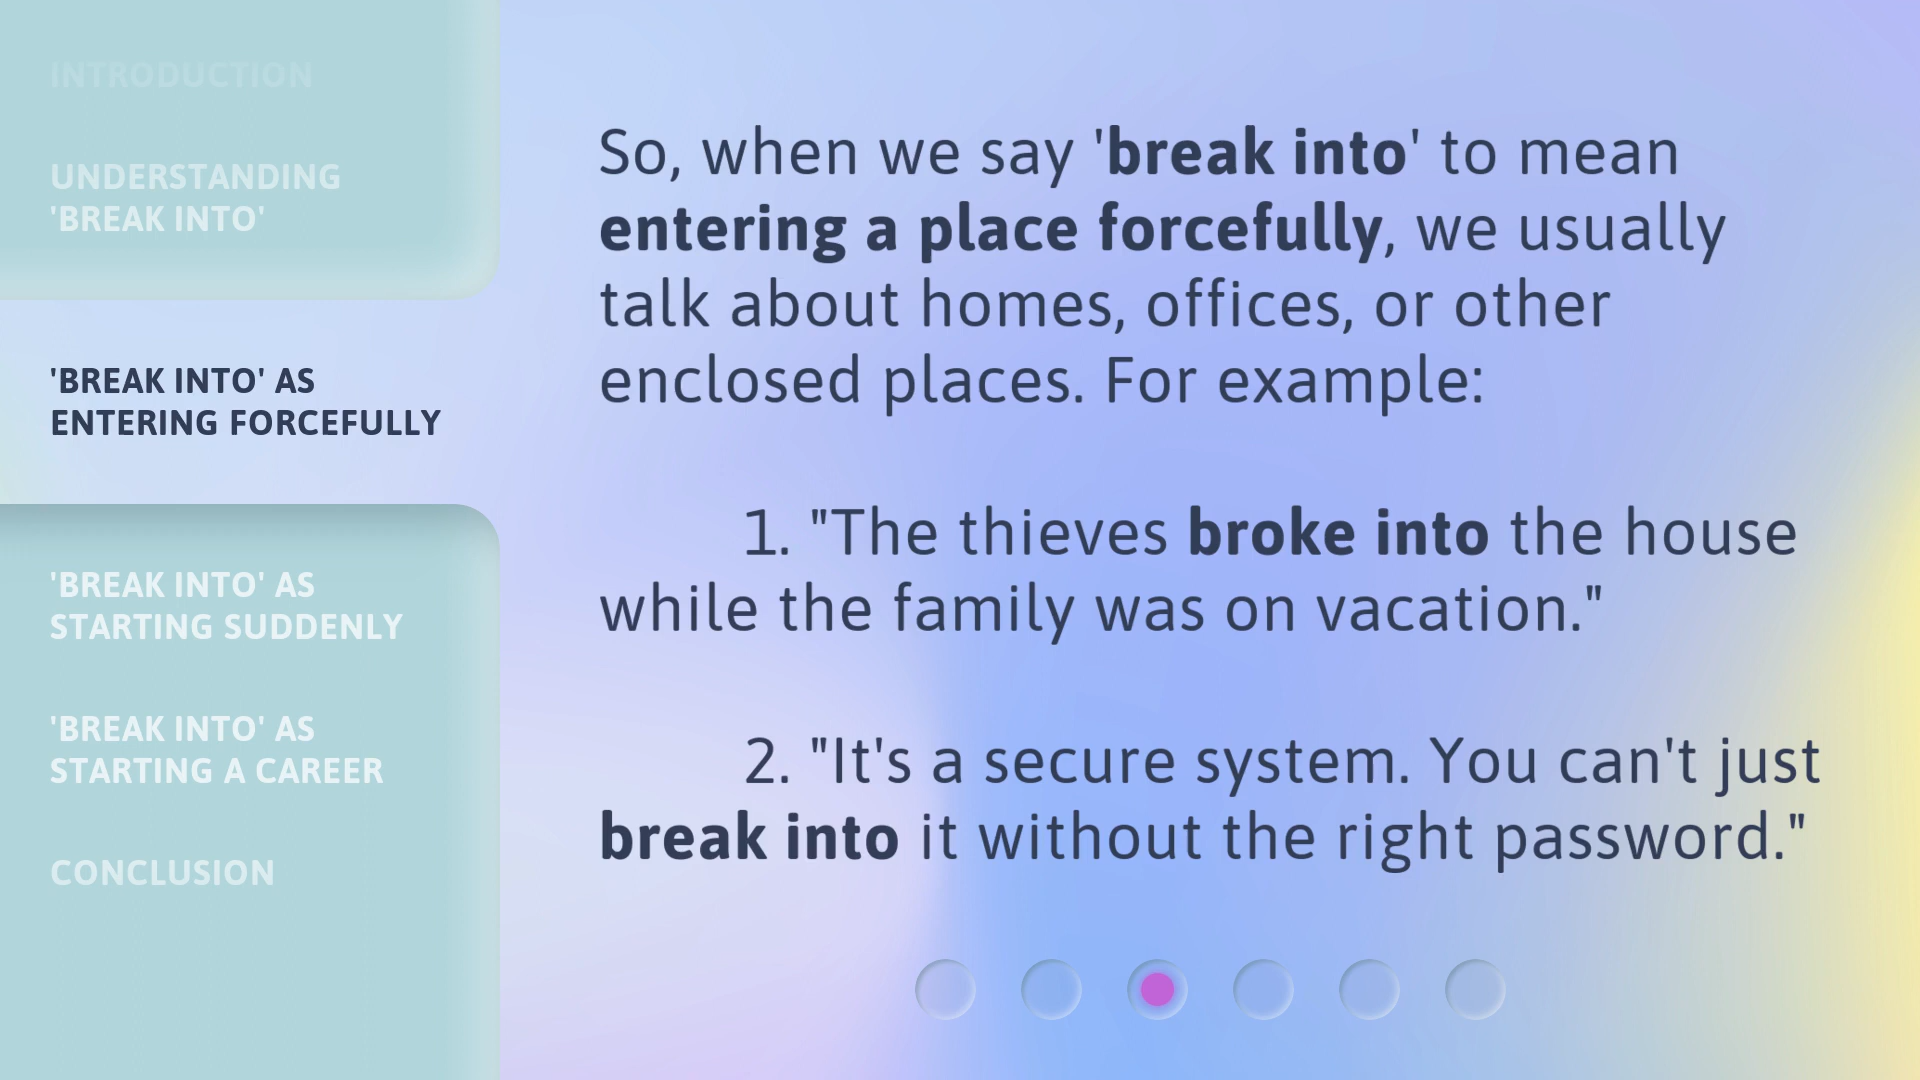 INTRODUCTION
UNDERSTANDING
'BREAK INTO'
'BREAK INTO' AS
ENTERING FORCEFULLY
'BREAK INTO' AS
STARTING SUDDENLY
'BREAK INTO' AS
STARTING A CAREER
CONCLUSION
So, when we say 'break into' to mean
entering a place forcefully, we usually
talk about homes, offices, or other
enclosed places. For example:
1. "The thieves broke into the house
while the family was on vacation."
2. "It's a secure system. You can't just
break into it without the right password."